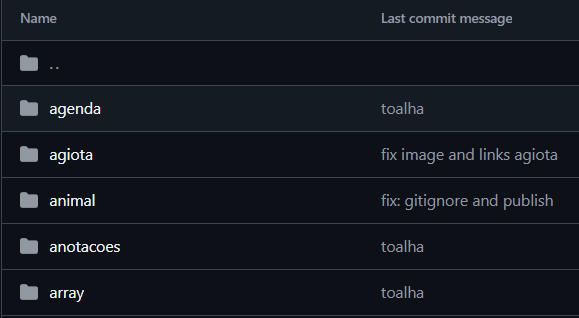 Name Last commit message
..
agenda toalha
agiota fix image and links agiota
animal fix: gitignore and publish
anotacoes toalha
array toalha